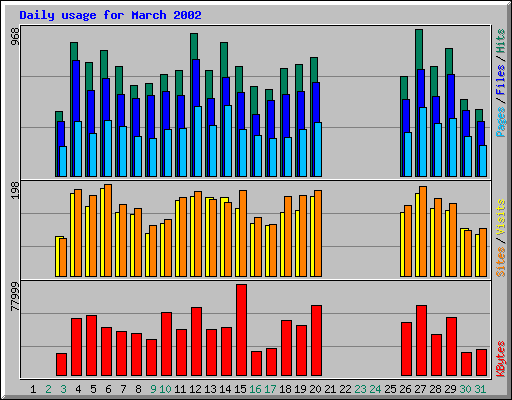 Daily usage for March 2002
968
Pages / Files / Hits
198
Sites / Visits
77999
KBytes
1 2 3 4 5 6 7 8 9 10 11 12 13 14 15 16 17 18 19 20 21 22 23 24 25 26 27 28 29 30 31